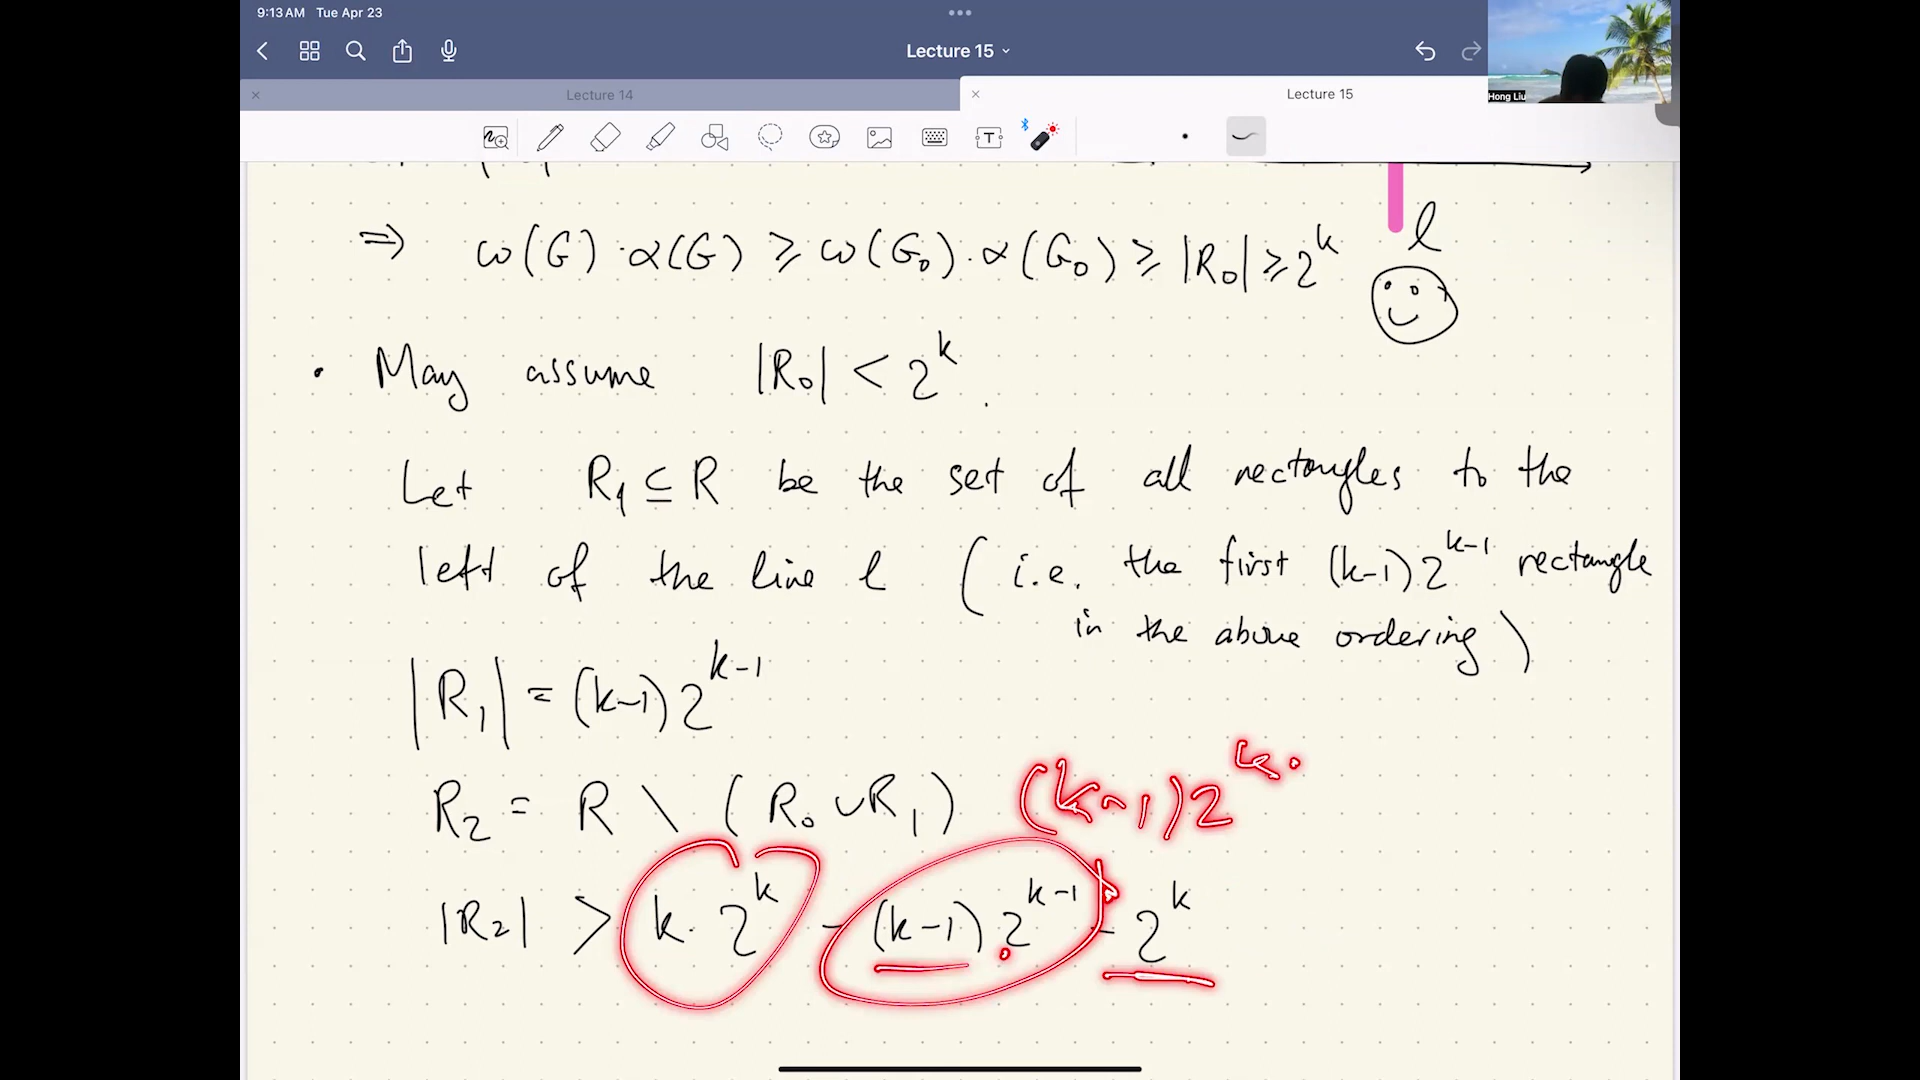 9:13 AM Tue Apr 23
Lecture 15
Lecture 14
Lecture 15
Hong Liu
⇒ ω(G)·α(G) ≥ ω(G₀)·α(G₀) ≥ |R₀| ≥ 2^k
l
• May assume |R₀| < 2^k.
Let R₁ ⊆ R be the set of all rectangles to the
left of the line l (i.e. the first (k-1)2^{k-1} rectangle
in the above ordering)
|R₁| = (k-1)2^{k-1}
R₂ = R \ (R₀ ∪ R₁) (k-1)2^k.
|R₂| > k·2^k - (k-1)2^{k-1} - 2^k